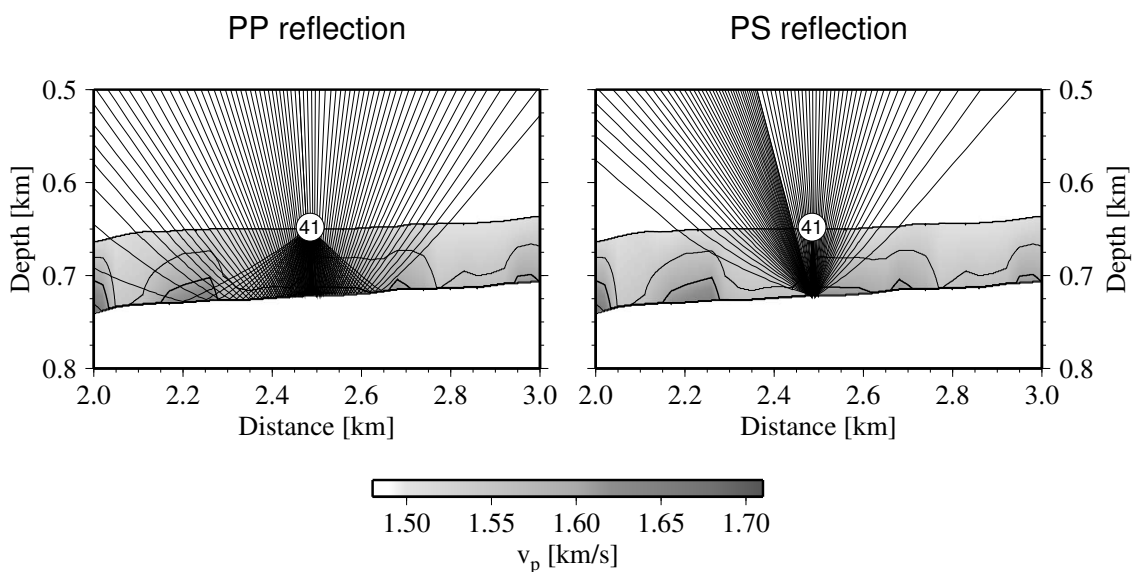 PP reflection
PS reflection
0.5
0.6
0.7
0.8
Depth [km]
41
2.0 2.2 2.4 2.6 2.8 3.0
Distance [km]
41
2.0 2.2 2.4 2.6 2.8 3.0
Distance [km]
0.5
0.6
0.7
0.8
Depth [km]
1.50 1.55 1.60 1.65 1.70
vp [km/s]